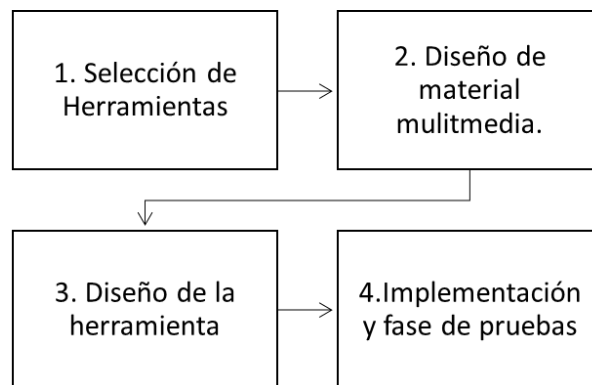 1. Selección de
Herramientas
2. Diseño de
material
mulitmedia.
3. Diseño de la
herramienta
4.Implementación
y fase de pruebas